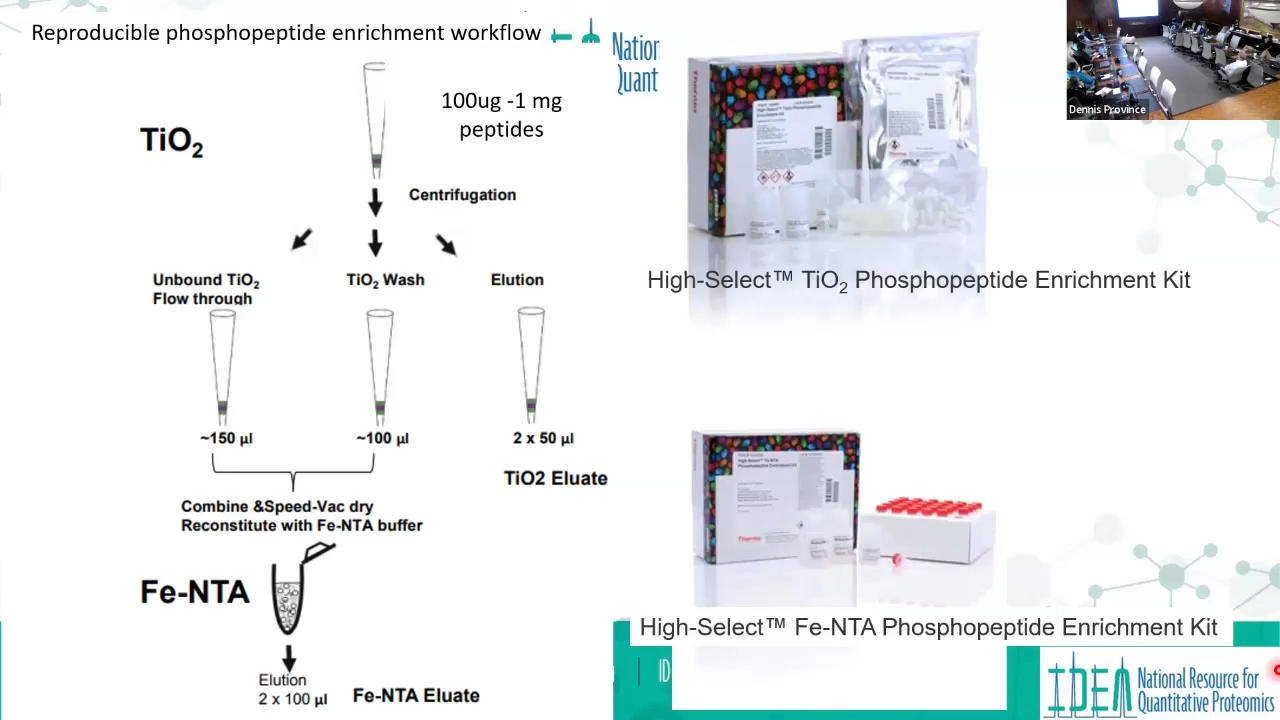 Reproducible phosphopeptide enrichment workflow
TiO2
100ug -1 mg
peptides
Centrifugation
Unbound TiO2
Flow through
TiO2 Wash
Elution
~150 µl
~100 µl
2 x 50 µl
TiO2 Eluate
Combine &Speed-Vac dry
Reconstitute with Fe-NTA buffer
Fe-NTA
Elution
2 x 100 µl
Fe-NTA Eluate
Nation
Quant
Dennis Province
High-Select™ TiO2 Phosphopeptide Enrichment Kit
High-Select™ Fe-NTA Phosphopeptide Enrichment Kit
ID
IDEA National Resource for
Quantitative Proteomics